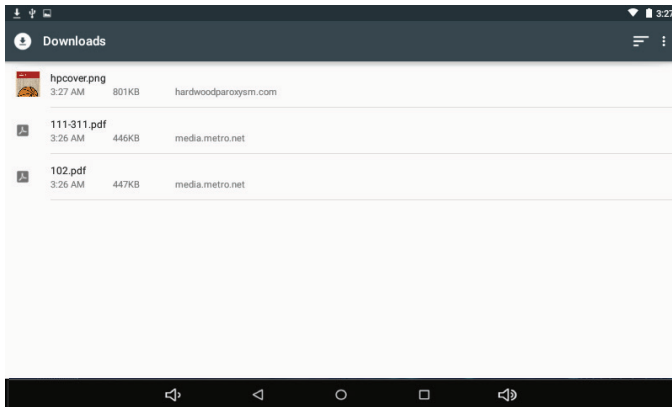 3:27
Downloads
hpcover.png
3:27 AM 801KB hardwoodparoxysm.com
111-311.pdf
3:26 AM 446KB media.metro.net
102.pdf
3:26 AM 447KB media.metro.net